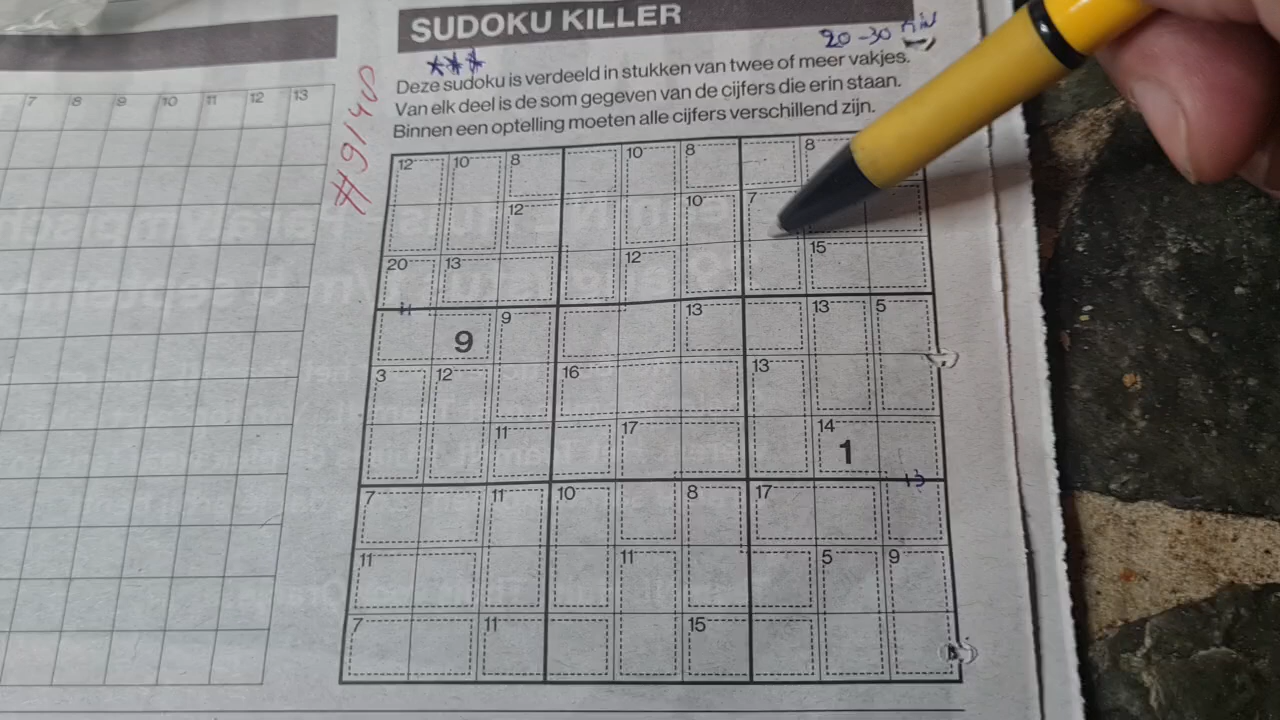 SUDOKU KILLER
20-30 min
***
Deze sudoku is verdeeld in stukken van twee of meer vakjes.
Van elk deel is de som gegeven van de cijfers die erin staan.
Binnen een optelling moeten alle cijfers verschillend zijn.
#9140
7 8 9 10 11 12 13
12 10 8 10 8 8
12 10 7
20 13 12 15
11
9 9 13 13 5
3 12 16 13
11 17 14 1
13
7 11 10 8 17
11 11 5 9
7 11 15